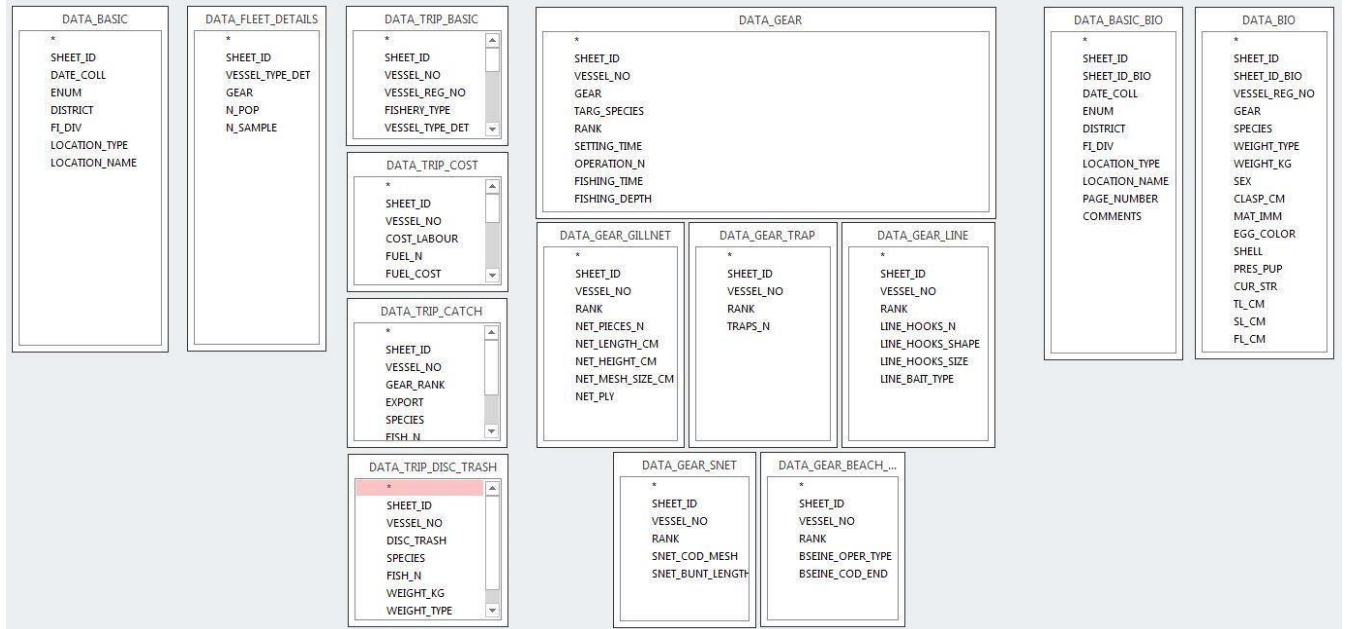 DATA_BASIC
*
SHEET_ID
DATE_COLL
ENUM
DISTRICT
FI_DIV
LOCATION_TYPE
LOCATION_NAME
DATA_FLEET_DETAILS
*
SHEET_ID
VESSEL_TYPE_DET
GEAR
N_POP
N_SAMPLE
DATA_TRIP_BASIC
*
SHEET_ID
VESSEL_NO
VESSEL_REG_NO
FISHERY_TYPE
VESSEL_TYPE_DET
DATA_TRIP_COST
*
SHEET_ID
VESSEL_NO
COST_LABOUR
FUEL_N
FUEL_COST
DATA_TRIP_CATCH
*
SHEET_ID
VESSEL_NO
GEAR_RANK
EXPORT
SPECIES
FISH_N
DATA_TRIP_DISC_TRASH
*
SHEET_ID
VESSEL_NO
DISC_TRASH
SPECIES
FISH_N
WEIGHT_KG
WEIGHT_TYPE
DATA_GEAR
*
SHEET_ID
VESSEL_NO
GEAR
TARG_SPECIES
RANK
SETTING_TIME
OPERATION_N
FISHING_TIME
FISHING_DEPTH
DATA_GEAR_GILLNET
*
SHEET_ID
VESSEL_NO
RANK
NET_PIECES_N
NET_LENGTH_CM
NET_HEIGHT_CM
NET_MESH_SIZE_CM
NET_PLY
DATA_GEAR_TRAP
*
SHEET_ID
VESSEL_NO
RANK
TRAPS_N
DATA_GEAR_LINE
*
SHEET_ID
VESSEL_NO
RANK
LINE_HOOKS_N
LINE_HOOKS_SHAPE
LINE_HOOKS_SIZE
LINE_BAIT_TYPE
DATA_GEAR_SNET
*
SHEET_ID
VESSEL_NO
RANK
SNET_COD_MESH
SNET_BUNT_LENGTH
DATA_GEAR_BEACH_...
*
SHEET_ID
VESSEL_NO
RANK
BSEINE_OPER_TYPE
BSEINE_COD_END
DATA_BASIC_BIO
*
SHEET_ID
SHEET_ID_BIO
DATE_COLL
ENUM
DISTRICT
FI_DIV
LOCATION_TYPE
LOCATION_NAME
PAGE_NUMBER
COMMENTS
DATA_BIO
*
SHEET_ID
SHEET_ID_BIO
VESSEL_REG_NO
GEAR
SPECIES
WEIGHT_TYPE
WEIGHT_KG
SEX
CLASP_CM
MAT_IMM
EGG_COLOR
SHELL
PRES_PUP
CUR_STR
TL_CM
SL_CM
FL_CM